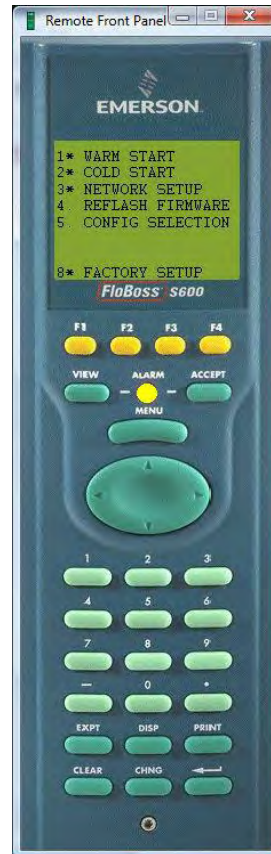 Remote Front Panel
EMERSON
1* WARM START
2* COLD START
3* NETWORK SETUP
4 REFLASH FIRMWARE
5 CONFIG SELECTION
8* FACTORY SETUP
FloBoss S600
F1 F2 F3 F4
VIEW ALARM ACCEPT
MENU
1 2 3
4 5 6
7 8 9
— 0 •
EXPT DISP PRINT
CLEAR CHNG